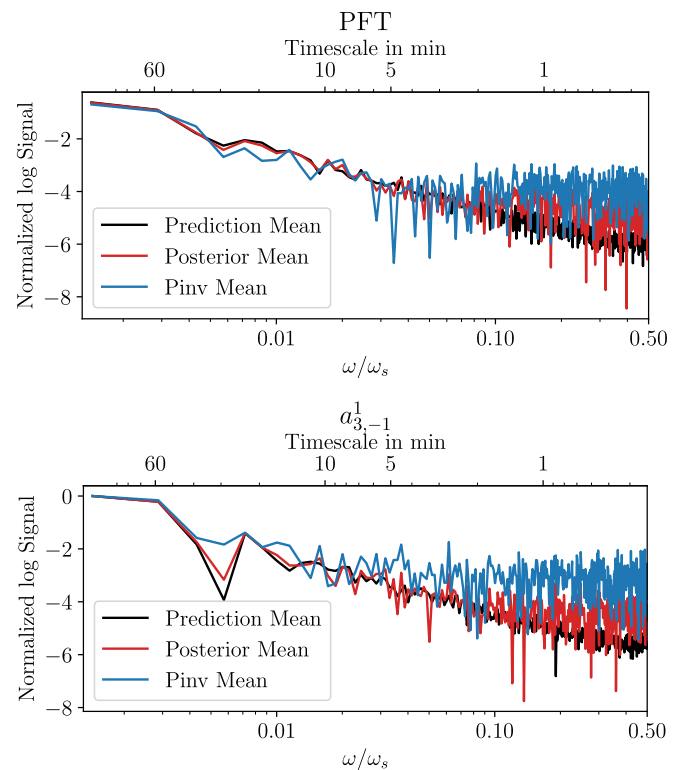 PFT
Timescale in min
60 10 5 1
Normalized log Signal
−2
−4
−6
−8
Prediction Mean
Posterior Mean
Pinv Mean
0.01 0.10 0.50
ω/ωₛ
a¹₃,₋₁
Timescale in min
60 10 5 1
Normalized log Signal
0
−2
−4
−6
−8
Prediction Mean
Posterior Mean
Pinv Mean
0.01 0.10 0.50
ω/ωₛ